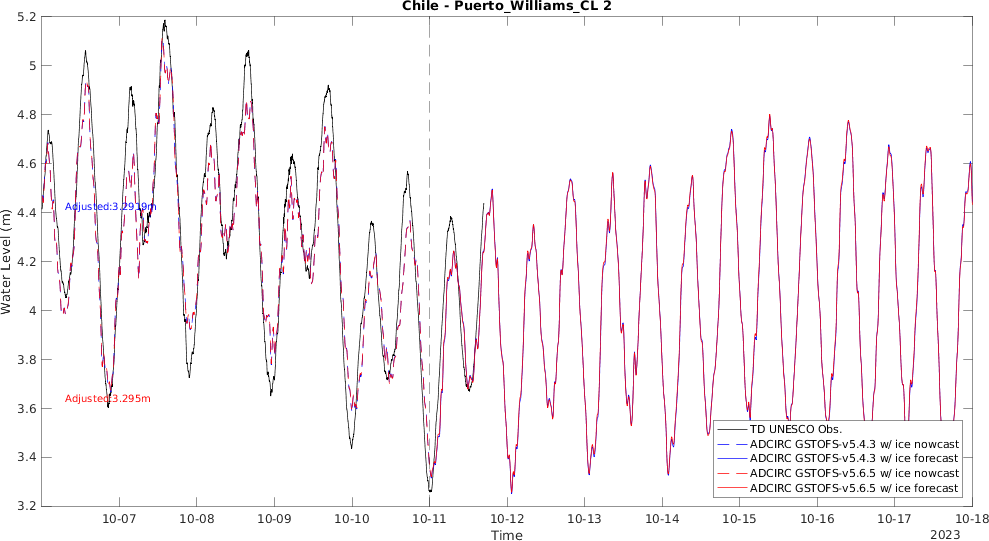 Chile - Puerto_Williams_CL 2
Water Level (m)
5.2
5
4.8
4.6
4.4
4.2
4
3.8
3.6
3.4
3.2
Adjusted:3.2919m
Adjusted:3.295m
TD UNESCO Obs.
ADCIRC GSTOFS-v5.4.3 w/ ice nowcast
ADCIRC GSTOFS-v5.4.3 w/ ice forecast
ADCIRC GSTOFS-v5.6.5 w/ ice nowcast
ADCIRC GSTOFS-v5.6.5 w/ ice forecast
10-07 10-08 10-09 10-10 10-11 10-12 10-13 10-14 10-15 10-16 10-17 10-18
Time
2023